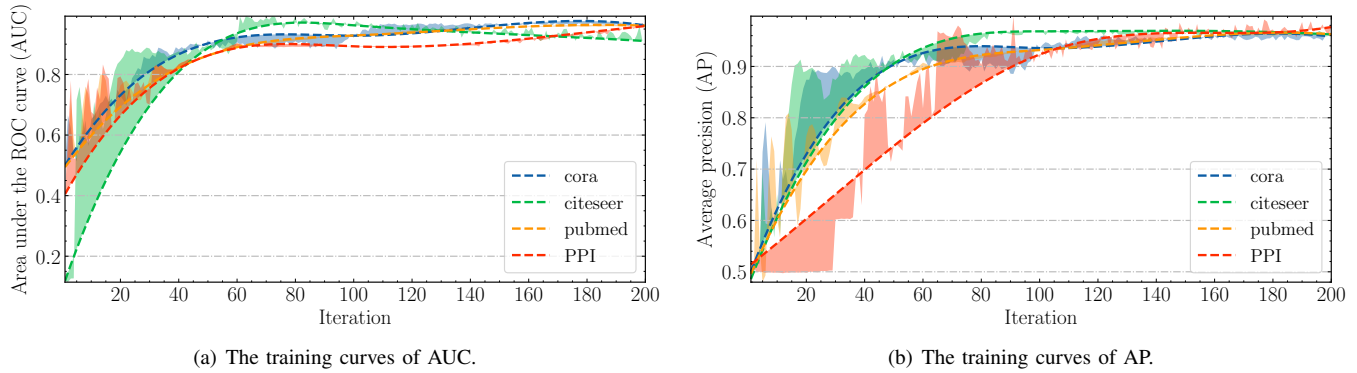 Area under the ROC curve (AUC)
0.8
0.6
0.4
0.2
20 40 60 80 100 120 140 160 180 200
Iteration
cora
citeseer
pubmed
PPI
(a) The training curves of AUC.
Average precision (AP)
0.9
0.8
0.7
0.6
0.5
20 40 60 80 100 120 140 160 180 200
Iteration
cora
citeseer
pubmed
PPI
(b) The training curves of AP.